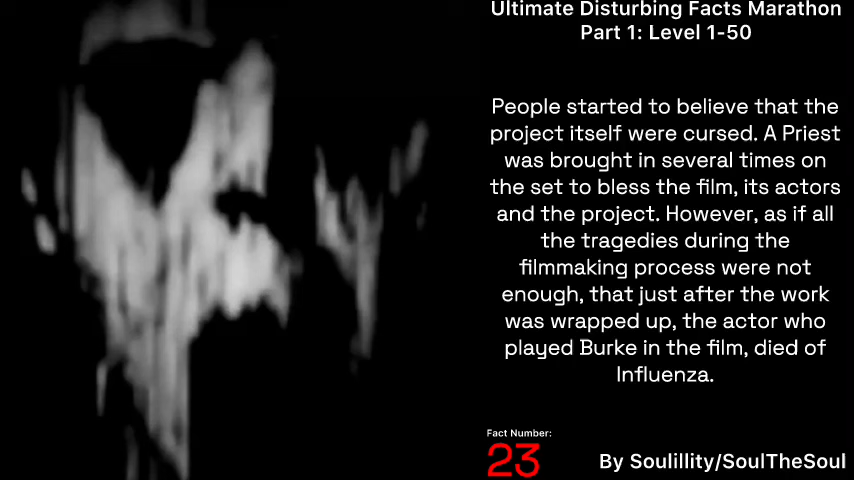 Ultimate Disturbing Facts Marathon
Part 1: Level 1-50
People started to believe that the
project itself were cursed. A Priest
was brought in several times on
the set to bless the film, its actors
and the project. However, as if all
the tragedies during the
filmmaking process were not
enough, that just after the work
was wrapped up, the actor who
played Burke in the film, died of
Influenza.
Fact Number:
23
By Soulillity/SoulTheSoul